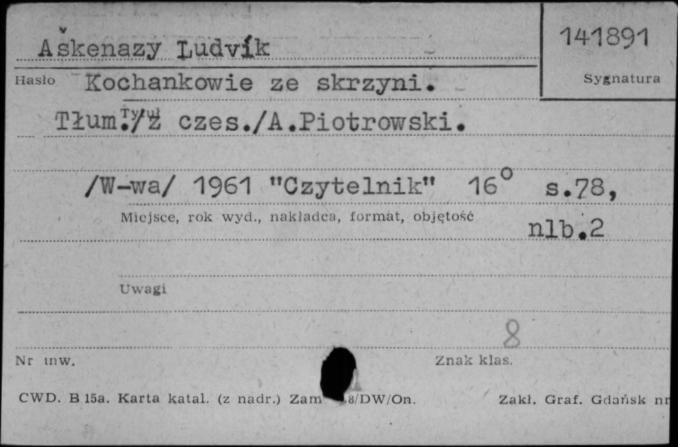 Aškenazy Ludvík
141891
Hasło
Kochankowie ze skrzyni.
Sygnatura
Tłum. /z czes./A.Piotrowski.
/W-wa/ 1961 "Czytelnik" 16° s.78,
Miejsce, rok wyd., nakładca, format, objętość
nlb.2
Uwagi
8
Nr inw.
Znak klas.
CWD. B 15a. Karta katal. (z nadr.) Zam 8/DW/On.
Zakł. Graf. Gdańsk nr